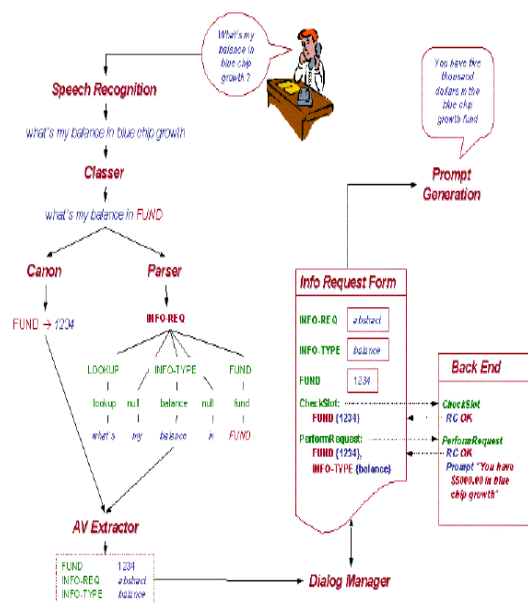 What's my
balance in
blue chip
growth?
You have five
thousand
dollars in the
blue chip
growth fund
Speech Recognition
what's my balance in blue chip growth
Classer
what's my balance in FUND
Canon
Parser
FUND → 1234
INFO-REQ
LOOKUP INFO-TYPE FUND
lookup null balance null fund
what's my balance in FUND
AV Extractor
FUND 1234
INFO-REQ abstract
INFO-TYPE balance
Dialog Manager
Prompt
Generation
Info Request Form
INFO-REQ abstract
INFO-TYPE balance
FUND 1234
CheckSlot:
FUND (1234)
PerformRequest:
FUND (1234),
INFO-TYPE (balance)
Back End
CheckSlot
RC OK
PerformRequest
RC OK
Prompt "You have
$5000.00 in blue
chip growth"